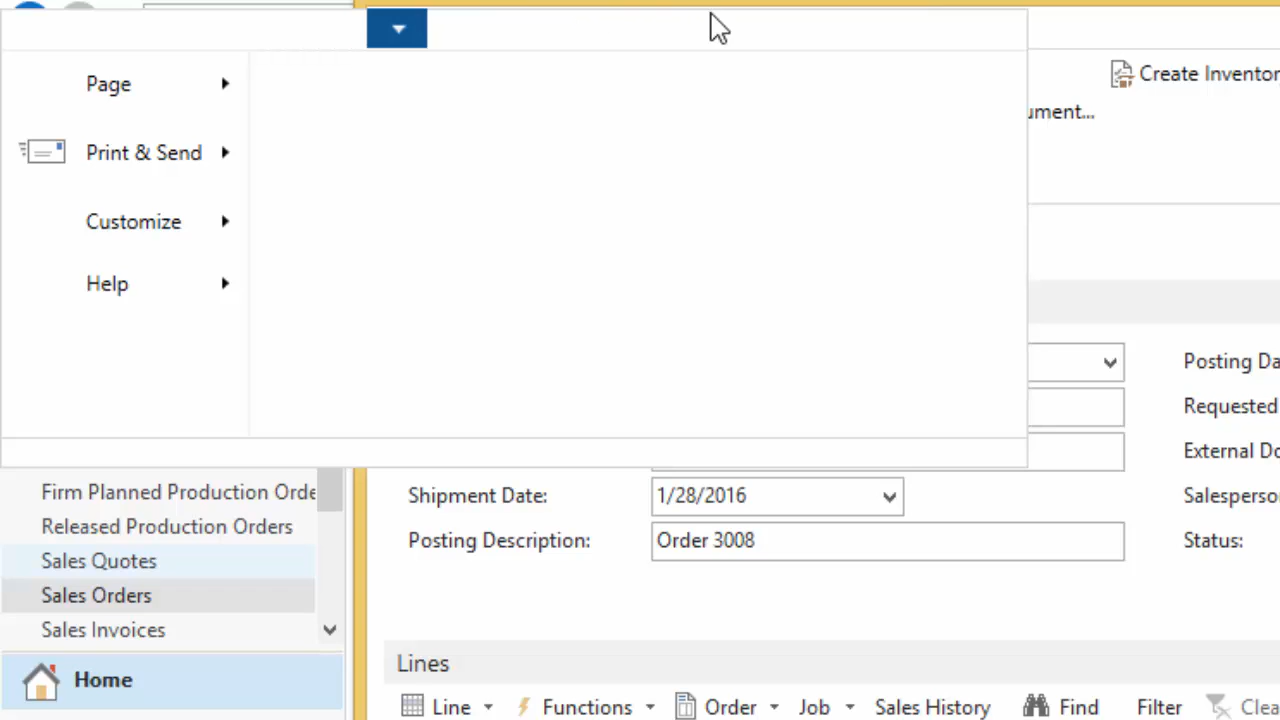 Page
Print & Send
Customize
Help
Create Inventor
ument...
Posting Da
Requested
External Do
Shipment Date: 1/28/2016 Salesperso
Posting Description: Order 3008 Status:
Firm Planned Production Orde
Released Production Orders
Sales Quotes
Sales Orders
Sales Invoices
Home
Lines
Line Functions Order Job Sales History Find Filter Clea